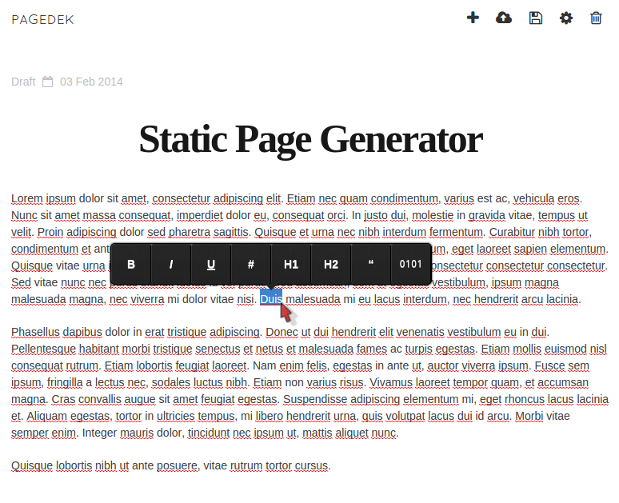 PAGEDEK
Draft 03 Feb 2014
Static Page Generator
Lorem ipsum dolor sit amet, consectetur adipiscing elit. Etiam nec quam condimentum, varius est ac, vehicula eros.
Nunc sit amet massa consequat, imperdiet dolor eu, consequat orci. In justo dui, molestie in gravida vitae, tempus ut
velit. Proin adipiscing dolor sed pharetra sagittis. Quisque et urna nec nibh interdum fermentum. Curabitur nibh tortor,
condimentum et ant um, eget laoreet sapien elementum.
B I U # H1 H2 “ 0101
Quisque vitae urna consectetur consectetur consectetur.
Sed vitae nunc nec vestibulum, ipsum magna
malesuada magna, nec viverra mi dolor vitae nisi. Duis malesuada mi eu lacus interdum, nec hendrerit arcu lacinia.
Phasellus dapibus dolor in erat tristique adipiscing. Donec ut dui hendrerit elit venenatis vestibulum eu in dui.
Pellentesque habitant morbi tristique senectus et netus et malesuada fames ac turpis egestas. Etiam mollis euismod nisl
consequat rutrum. Etiam lobortis feugiat laoreet. Nam enim felis, egestas in ante ut, auctor viverra ipsum. Fusce sem
ipsum, fringilla a lectus nec, sodales luctus nibh. Etiam non varius risus. Vivamus laoreet tempor quam, et accumsan
magna. Cras convallis augue sit amet feugiat egestas. Suspendisse adipiscing elementum mi, eget rhoncus lacus lacinia
et. Aliquam egestas, tortor in ultricies tempus, mi libero hendrerit urna, quis volutpat lacus dui id arcu. Morbi vitae
semper enim. Integer mauris dolor, tincidunt nec ipsum ut, mattis aliquet nunc.
Quisque lobortis nibh ut ante posuere, vitae rutrum tortor cursus.